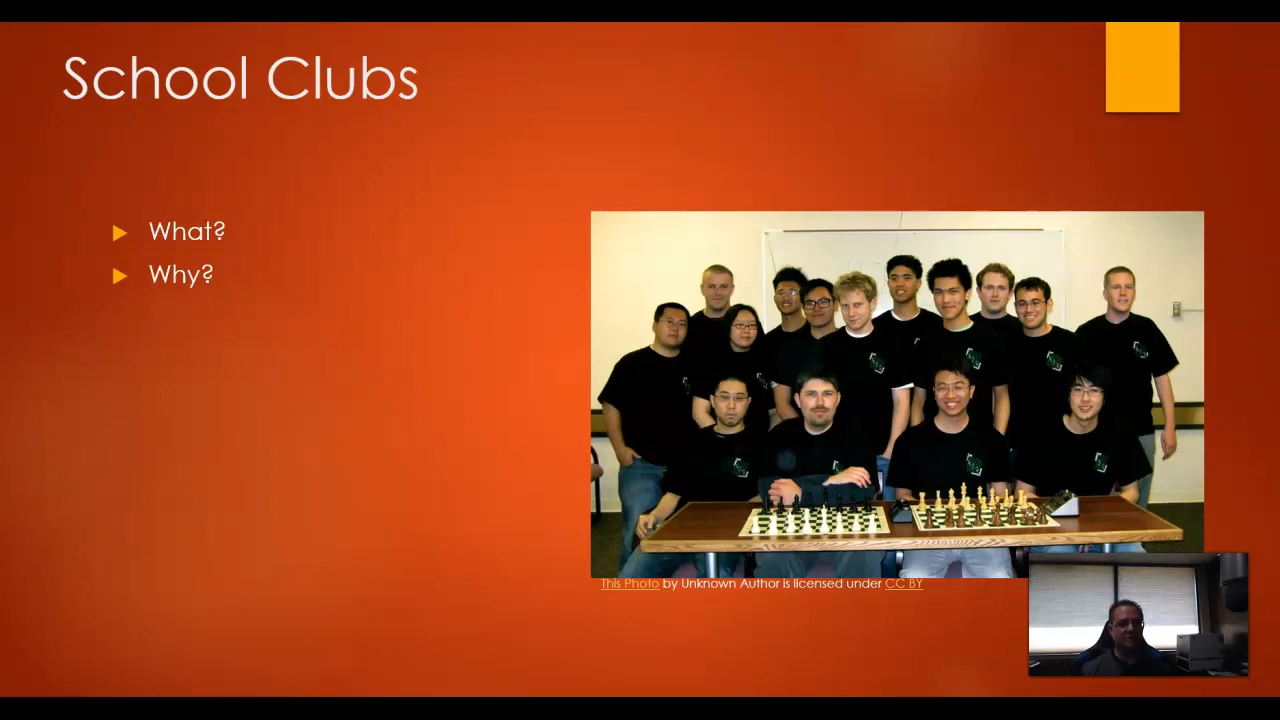 School Clubs
What?
Why?
This Photo by Unknown Author is licensed under CC BY